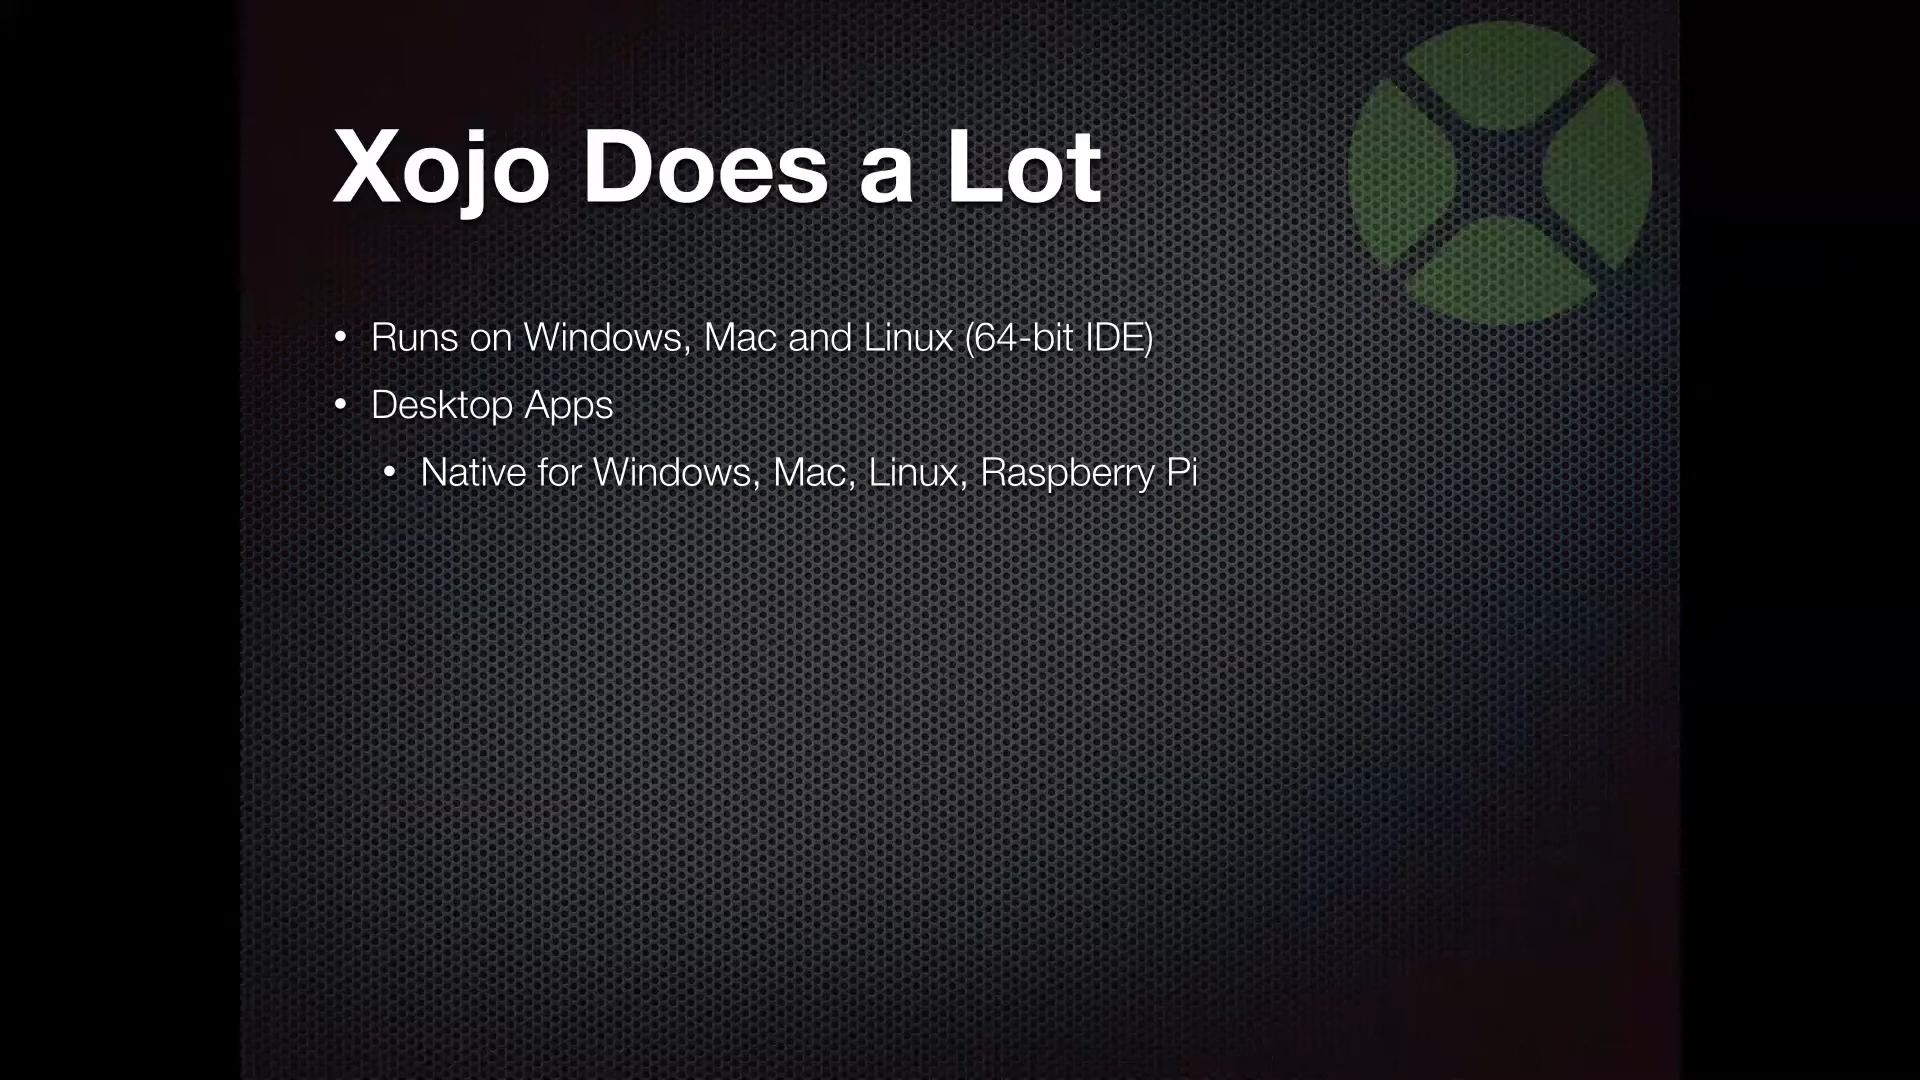 Xojo Does a Lot
• Runs on Windows, Mac and Linux (64-bit IDE)
• Desktop Apps
• Native for Windows, Mac, Linux, Raspberry Pi